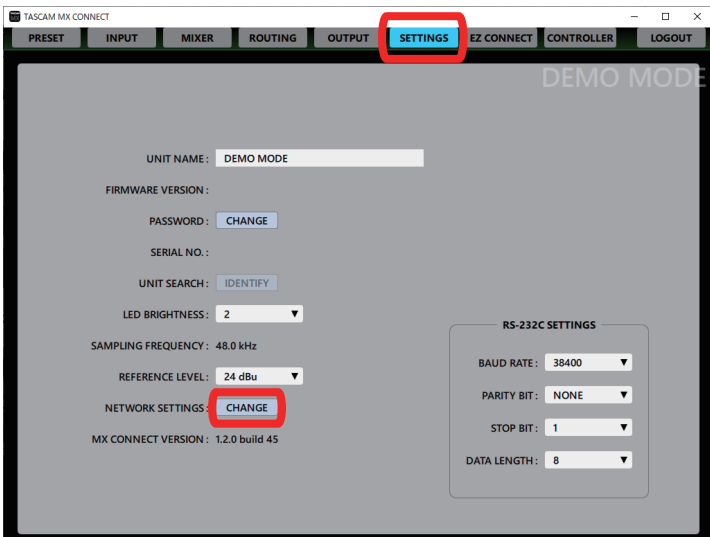 TASCAM MX CONNECT
PRESET INPUT MIXER ROUTING OUTPUT SETTINGS EZ CONNECT CONTROLLER LOGOUT
DEMO MODE
UNIT NAME : DEMO MODE
FIRMWARE VERSION :
PASSWORD : CHANGE
SERIAL NO. :
UNIT SEARCH : IDENTIFY
LED BRIGHTNESS : 2
SAMPLING FREQUENCY : 48.0 kHz
REFERENCE LEVEL : 24 dBu
NETWORK SETTINGS : CHANGE
MX CONNECT VERSION : 1.2.0 build 45
RS-232C SETTINGS
BAUD RATE : 38400
PARITY BIT : NONE
STOP BIT : 1
DATA LENGTH : 8